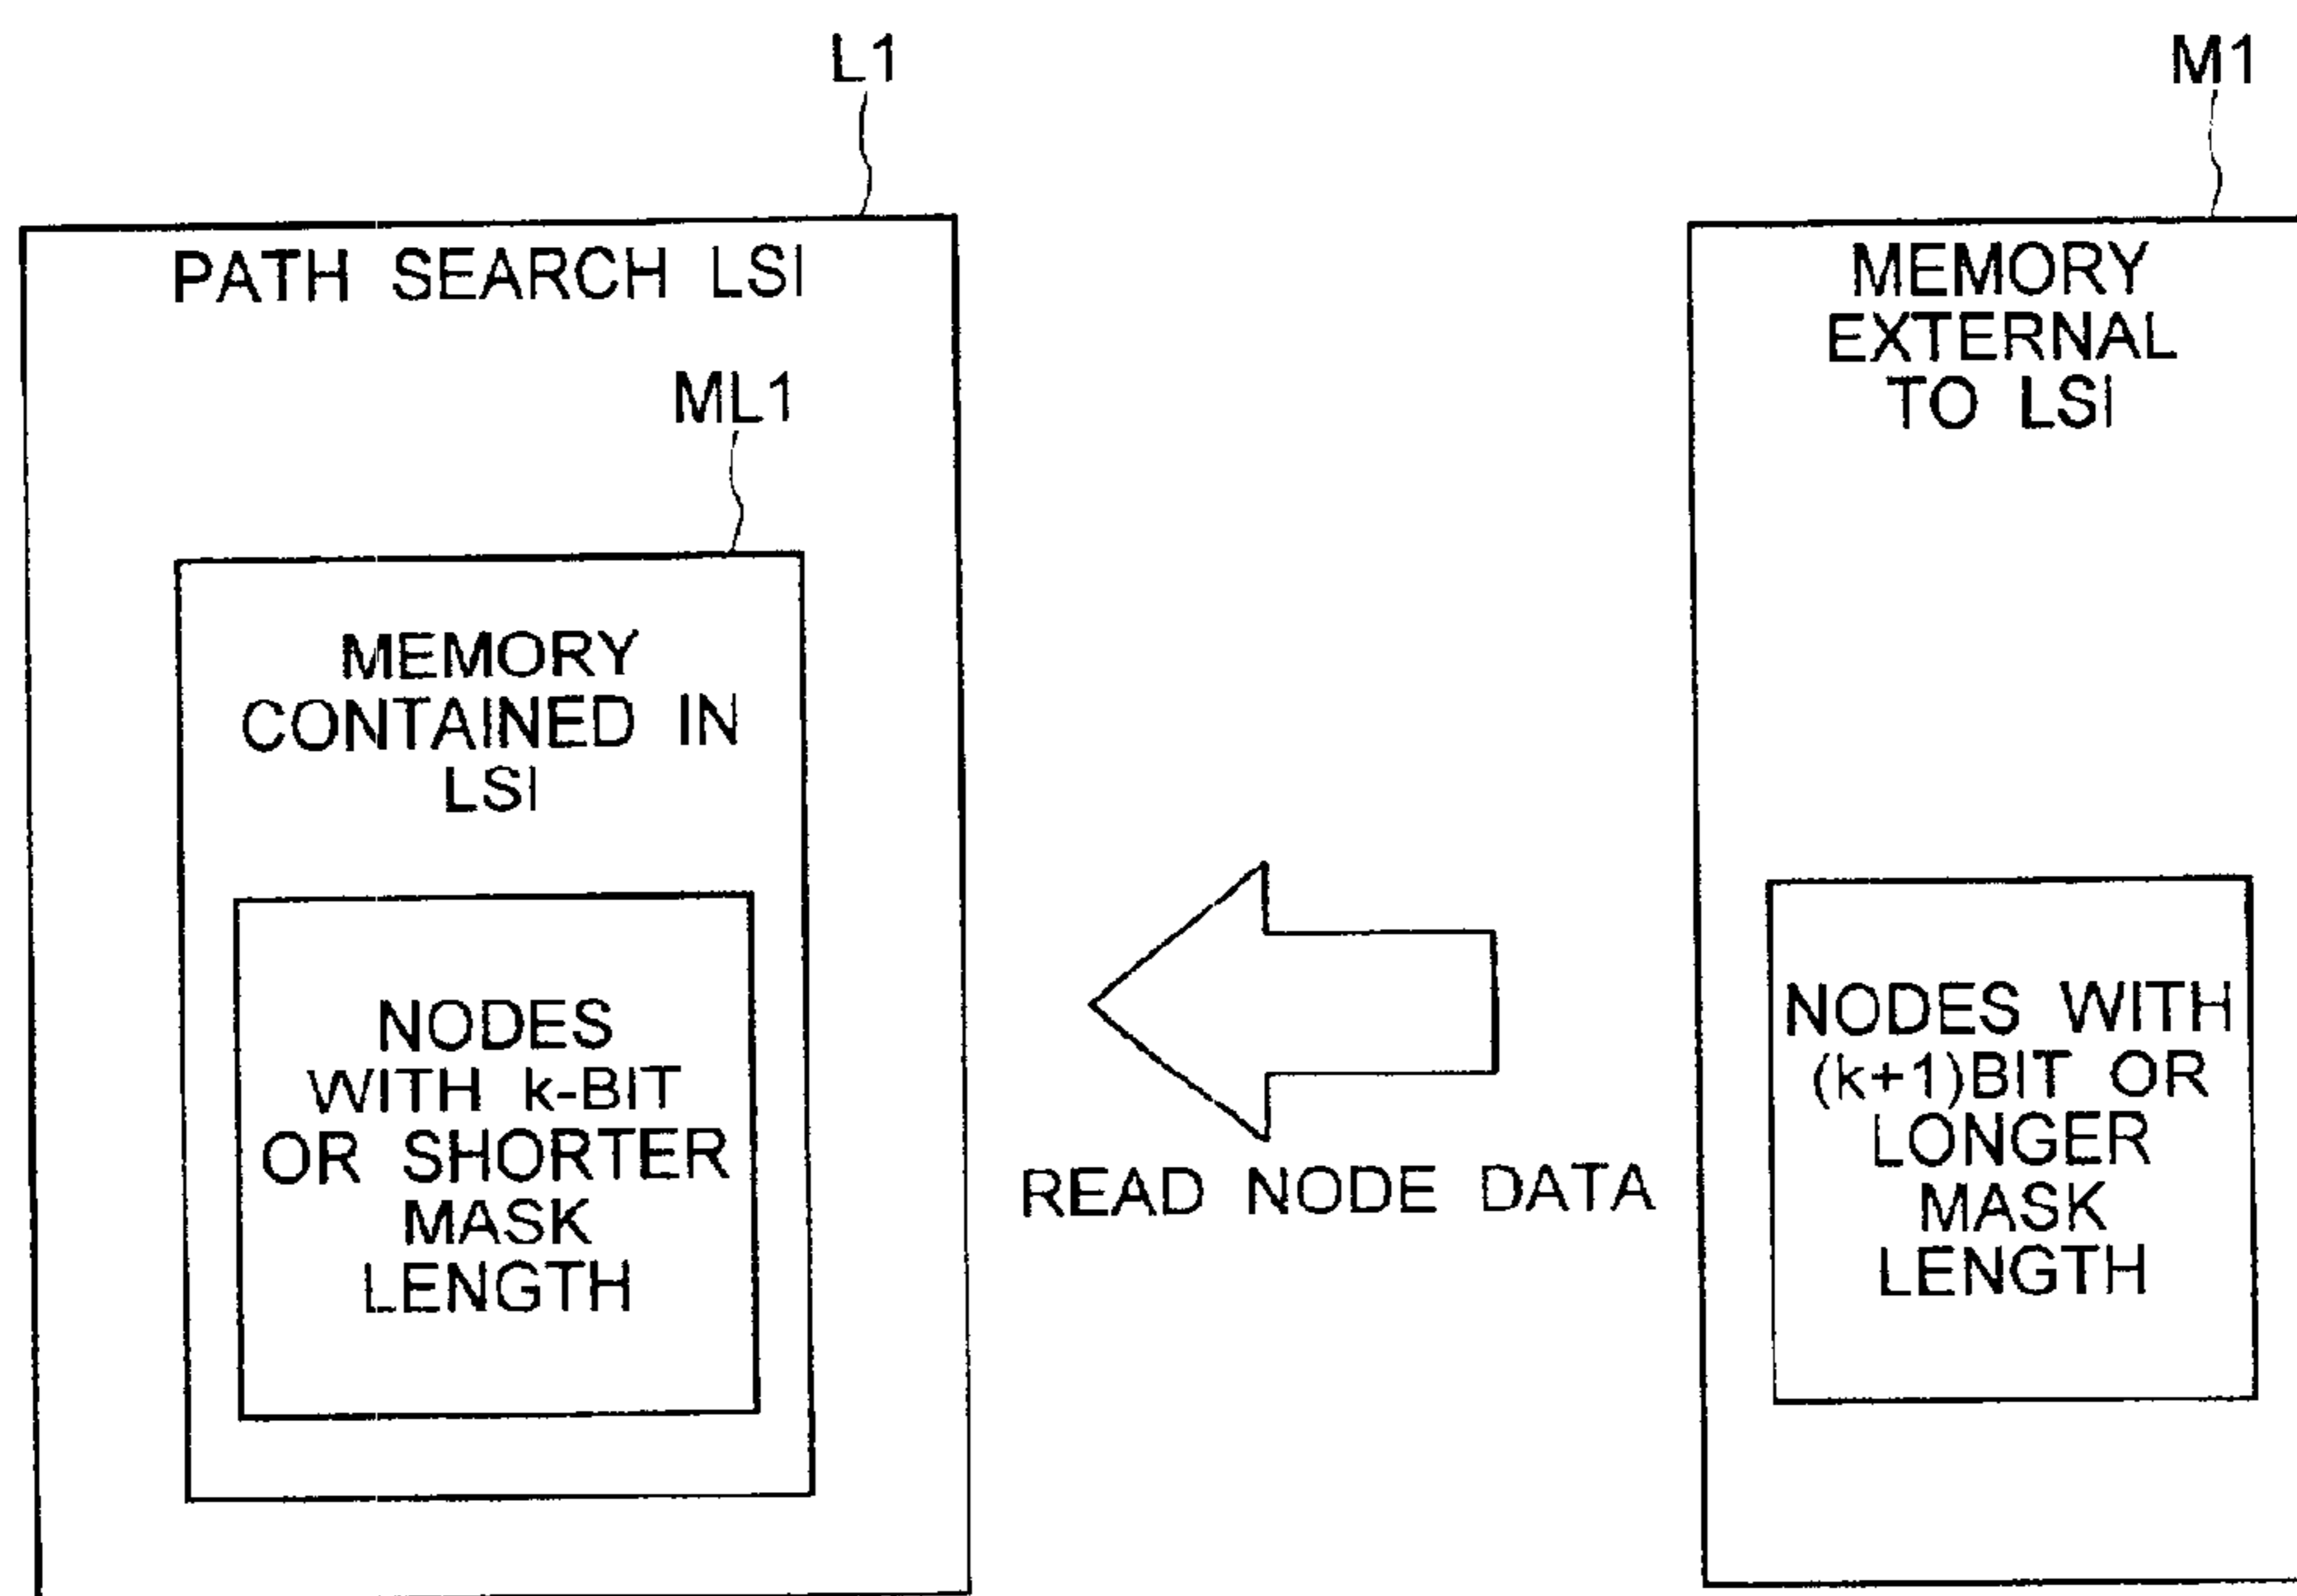 L1
PATH SEARCH LSI
ML1
MEMORY
CONTAINED IN
LSI
NODES
WITH k-BIT
OR SHORTER
MASK
LENGTH
READ NODE DATA
M1
MEMORY
EXTERNAL
TO LSI
NODES WITH
(k+1)BIT OR
LONGER
MASK
LENGTH